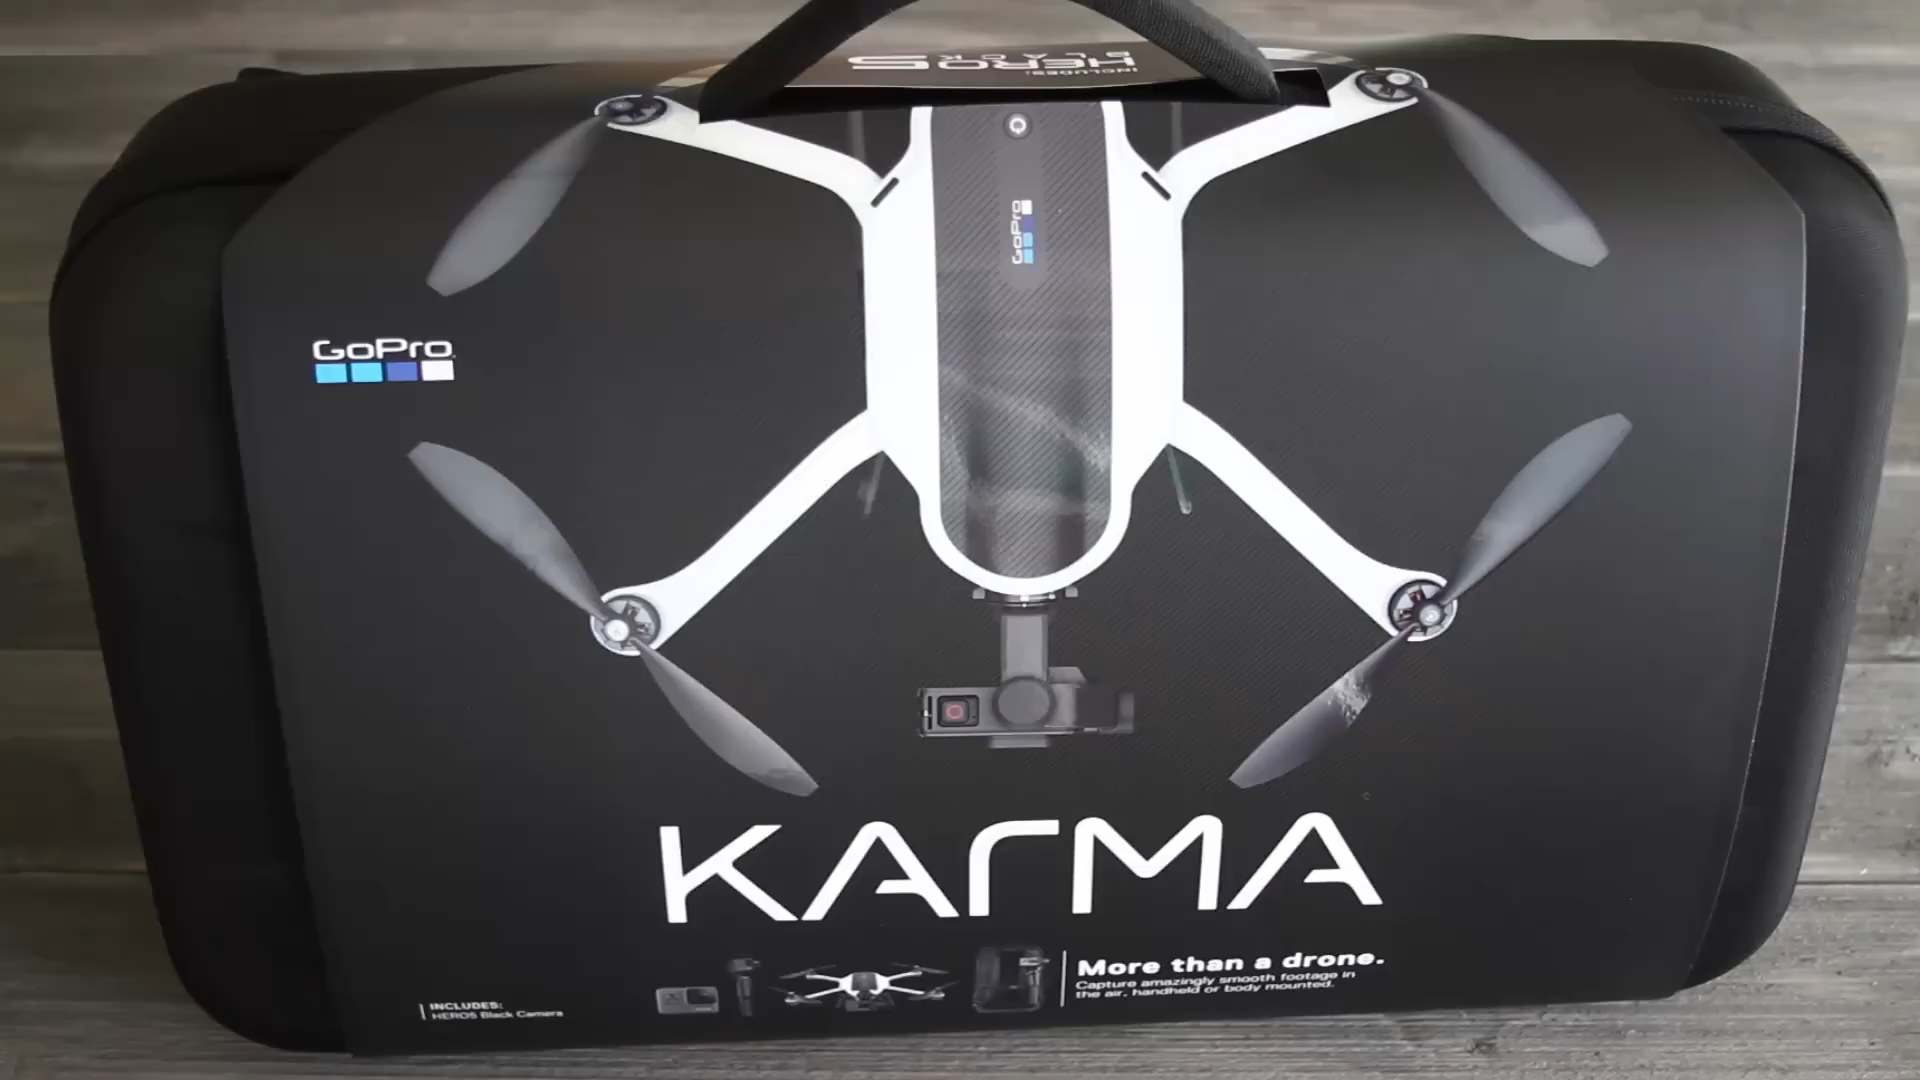 INCLUDES:
HERO5
BLACK
GoPro
GoPro
KARMA
More than a drone.
Capture amazingly smooth footage in
the air, handheld or body mounted.
INCLUDES:
HERO5 Black Camera